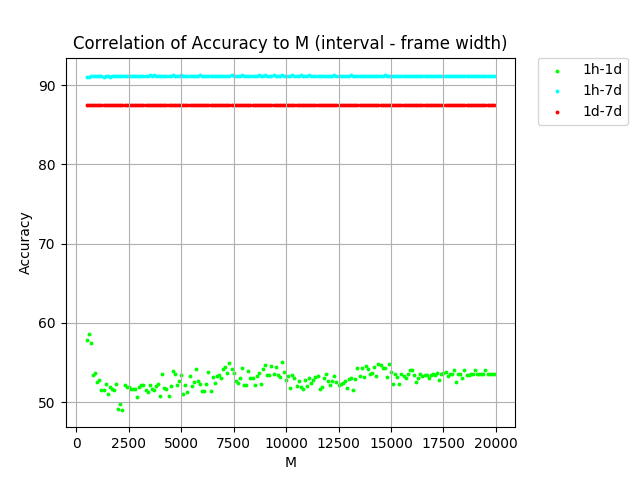 Correlation of Accuracy to M (interval - frame width)
1h-1d
1h-7d
1d-7d
90
80
70
60
50
Accuracy
0 2500 5000 7500 10000 12500 15000 17500 20000
M